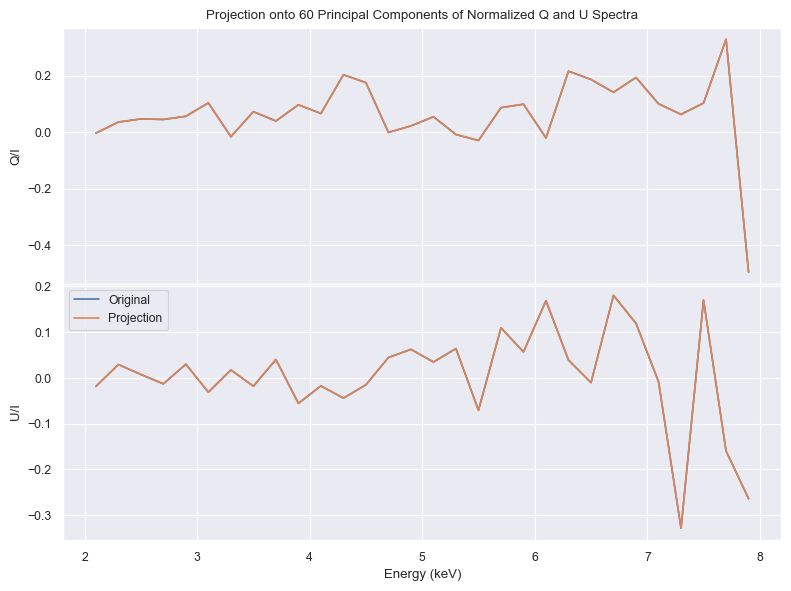 Projection onto 60 Principal Components of Normalized Q and U Spectra
0.2
0.0
−0.2
−0.4
Q/I
0.2
0.1
0.0
−0.1
−0.2
−0.3
U/I
Original
Projection
2 3 4 5 6 7 8
Energy (keV)